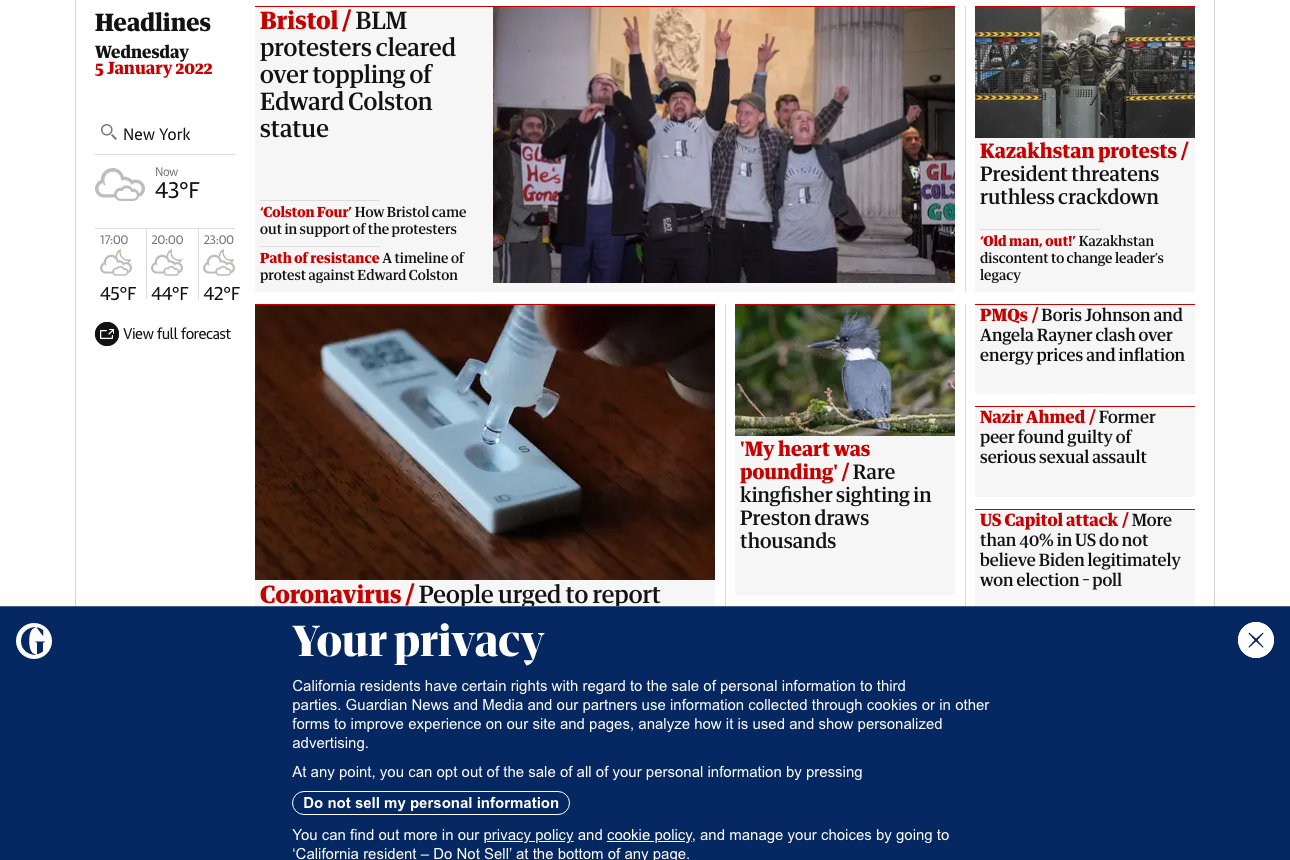 Headlines
Wednesday
5 January 2022
New York
Now
43°F
17:00
20:00
23:00
45°F
44°F
42°F
View full forecast
Bristol / BLM
protesters cleared
over toppling of
Edward Colston
statue
‘Colston Four’ How Bristol came
out in support of the protesters
Path of resistance A timeline of
protest against Edward Colston
He's
Gone
Kazakhstan protests /
President threatens
ruthless crackdown
‘Old man, out!’ Kazakhstan
discontent to change leader’s
legacy
Coronavirus / People urged to report
'My heart was
pounding' / Rare
kingfisher sighting in
Preston draws
thousands
PMQs / Boris Johnson and
Angela Rayner clash over
energy prices and inflation
Nazir Ahmed / Former
peer found guilty of
serious sexual assault
US Capitol attack / More
than 40% in US do not
believe Biden legitimately
won election – poll
Your privacy
California residents have certain rights with regard to the sale of personal information to third
parties. Guardian News and Media and our partners use information collected through cookies or in other
forms to improve experience on our site and pages, analyze how it is used and show personalized
advertising.
At any point, you can opt out of the sale of all of your personal information by pressing
Do not sell my personal information
You can find out more in our privacy policy and cookie policy, and manage your choices by going to
‘California resident – Do Not Sell’ at the bottom of any page.